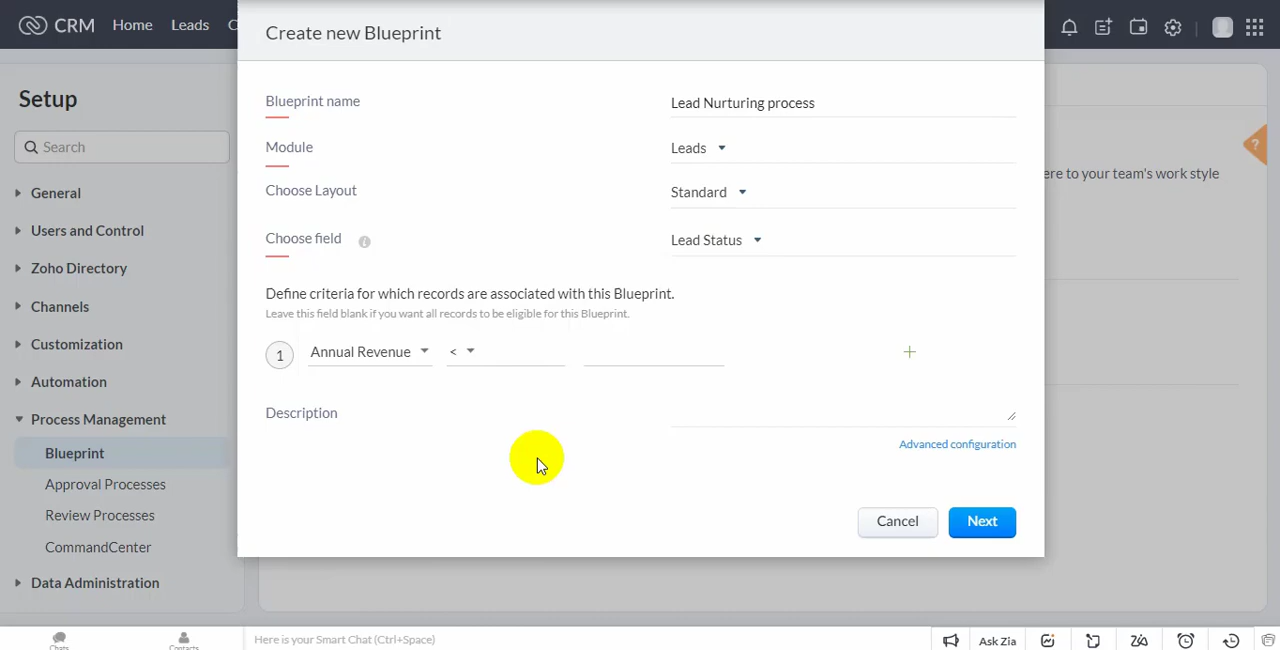 CRM Home Leads C
Create new Blueprint
Setup
Search
General
Users and Control
Zoho Directory
Channels
Customization
Automation
Process Management
Blueprint
Approval Processes
Review Processes
CommandCenter
Data Administration
Blueprint name Lead Nurturing process
Module Leads
Choose Layout Standard
Choose field Lead Status
Define criteria for which records are associated with this Blueprint.
Leave this field blank if you want all records to be eligible for this Blueprint.
1 Annual Revenue <
Description
Advanced configuration
Cancel Next
ere to your team's work style
?
Chats Contacts Here is your Smart Chat (Ctrl+Space) Ask Zia